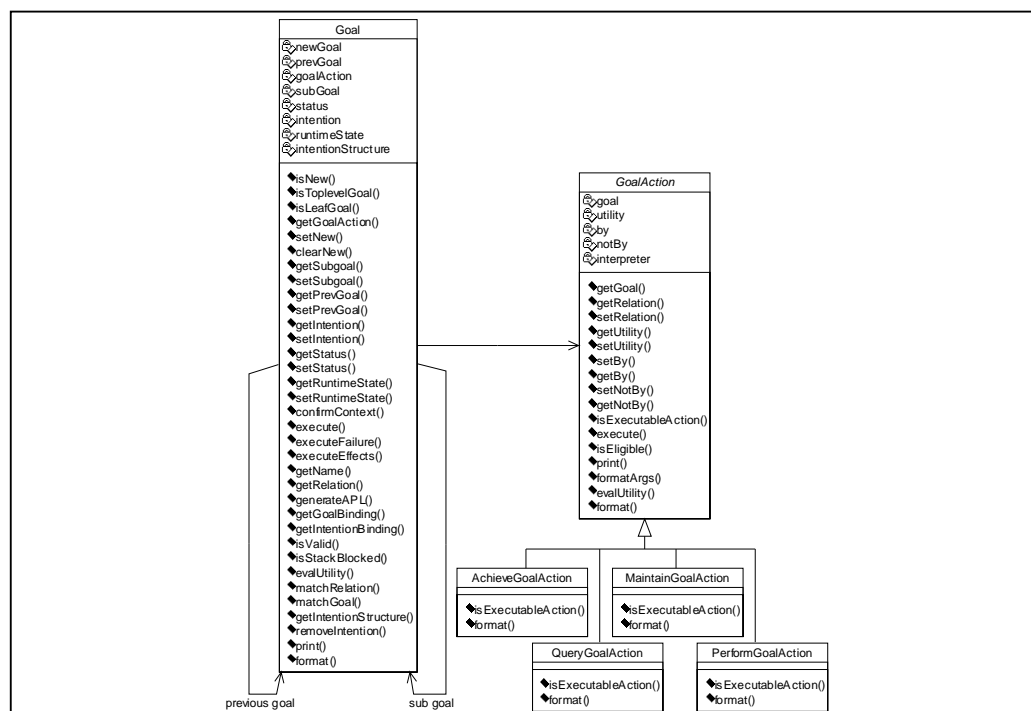 Goal
newGoal
prevGoal
goalAction
subGoal
status
intention
runtimeState
intentionStructure
isNew()
isToplevelGoal()
isLeafGoal()
getGoalAction()
setNew()
clearNew()
getSubgoal()
setSubgoal()
getPrevGoal()
setPrevGoal()
getIntention()
setIntention()
getStatus()
setStatus()
getRuntimeState()
setRuntimeState()
confirmContext()
execute()
executeFailure()
executeEffects()
getName()
getRelation()
generateAPL()
getGoalBinding()
getIntentionBinding()
isValid()
isStackBlocked()
evalUtility()
matchRelation()
matchGoal()
getIntentionStructure()
removeIntention()
print()
format()
previous goal
sub goal
GoalAction
goal
utility
by
notBy
interpreter
getGoal()
getRelation()
setRelation()
getUtility()
setUtility()
setBy()
getBy()
setNotBy()
getNotBy()
isExecutableAction()
execute()
isEligible()
print()
formatArgs()
evalUtility()
format()
AchieveGoalAction
isExecutableAction()
format()
MaintainGoalAction
isExecutableAction()
format()
QueryGoalAction
isExecutableAction()
format()
PerformGoalAction
isExecutableAction()
format()